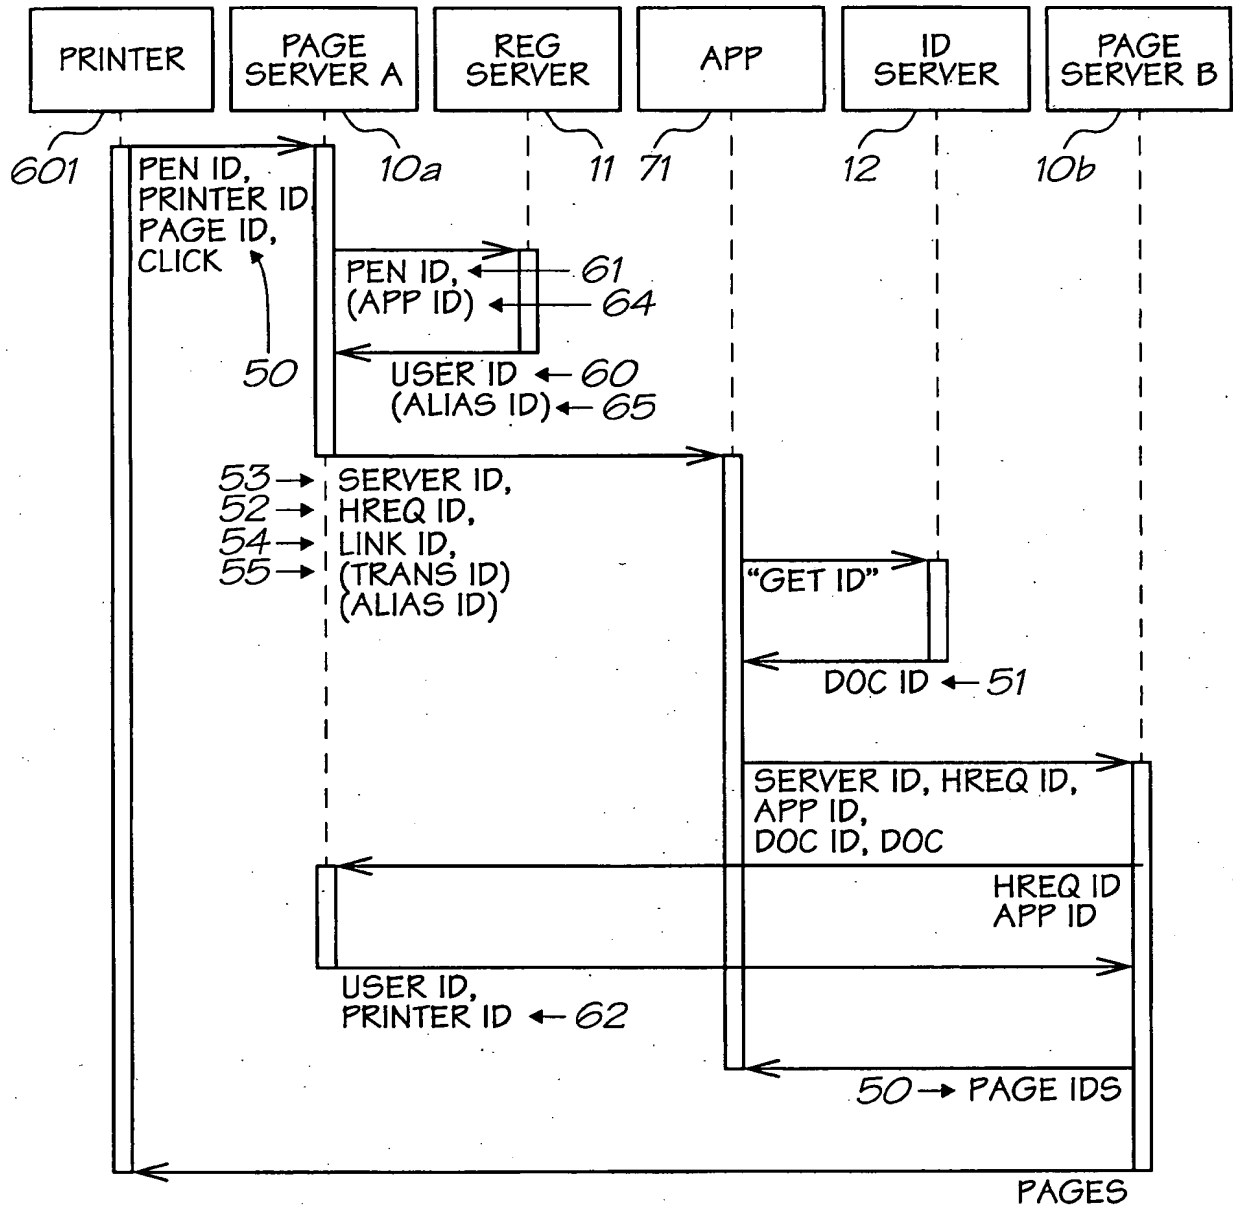 PRINTER
PAGE
SERVER A
REG
SERVER
APP
ID
SERVER
PAGE
SERVER B
601
10a
11
71
12
10b
PEN ID,
PRINTER ID,
PAGE ID,
CLICK
50
PEN ID, 61
(APP ID) 64
USER ID 60
(ALIAS ID) 65
53 SERVER ID,
52 HREQ ID,
54 LINK ID,
55 (TRANS ID)
(ALIAS ID)
"GET ID"
DOC ID 51
SERVER ID, HREQ ID,
APP ID,
DOC ID, DOC
HREQ ID
APP ID
USER ID,
PRINTER ID 62
50 PAGE IDS
PAGES